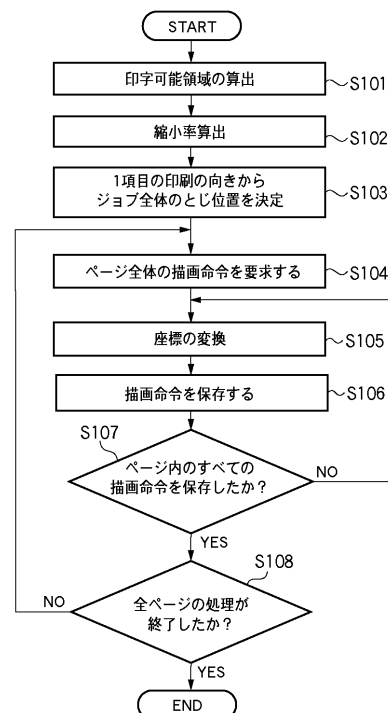 START
印字可能領域の算出
S101
縮小率算出
S102
1項目の印刷の向きから
ジョブ全体のとじ位置を決定
S103
ページ全体の描画命令を要求する
S104
座標の変換
S105
描画命令を保存する
S106
S107
ページ内のすべての
描画命令を保存したか?
NO
YES
S108
全ページの処理が
終了したか?
NO
YES
END